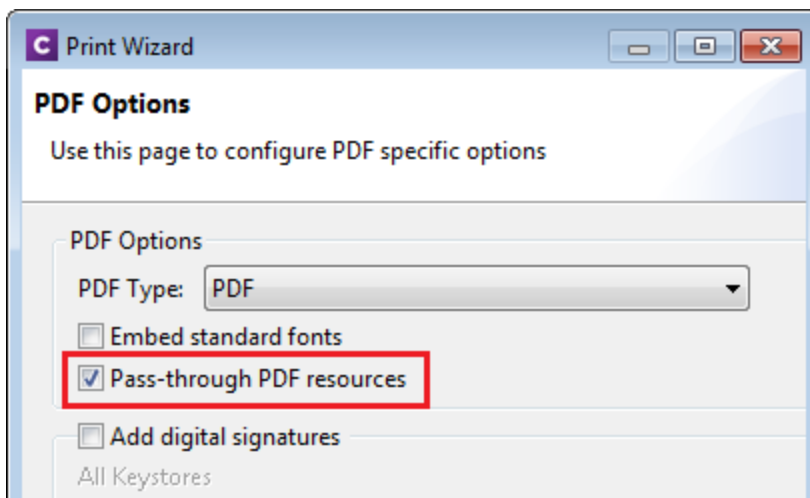 C Print Wizard
PDF Options
Use this page to configure PDF specific options
PDF Options
PDF Type: PDF
Embed standard fonts
Pass-through PDF resources
Add digital signatures
All Keystores